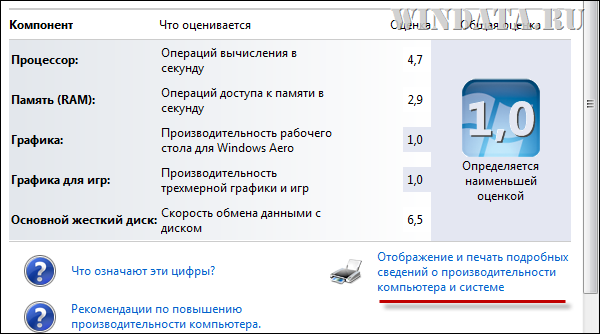 WINDATA.RU
Компонент Что оценивается Оценка Общая оценка
Процессор: Операций вычисления в 4,7
секунду
Память (RAM): Операций доступа к памяти в 2,9
секунду
Графика: Производительность рабочего 1,0
стола для Windows Aero
1,0
Определяется
наименьшей
оценкой
Графика для игр: Производительность 1,0
трехмерной графики и игр
Основной жесткий диск: Скорость обмена данными с 6,5
диском
Что означают эти цифры?
Отображение и печать подробных
сведений о производительности
компьютера и системе
Рекомендации по повышению
производительности компьютера.